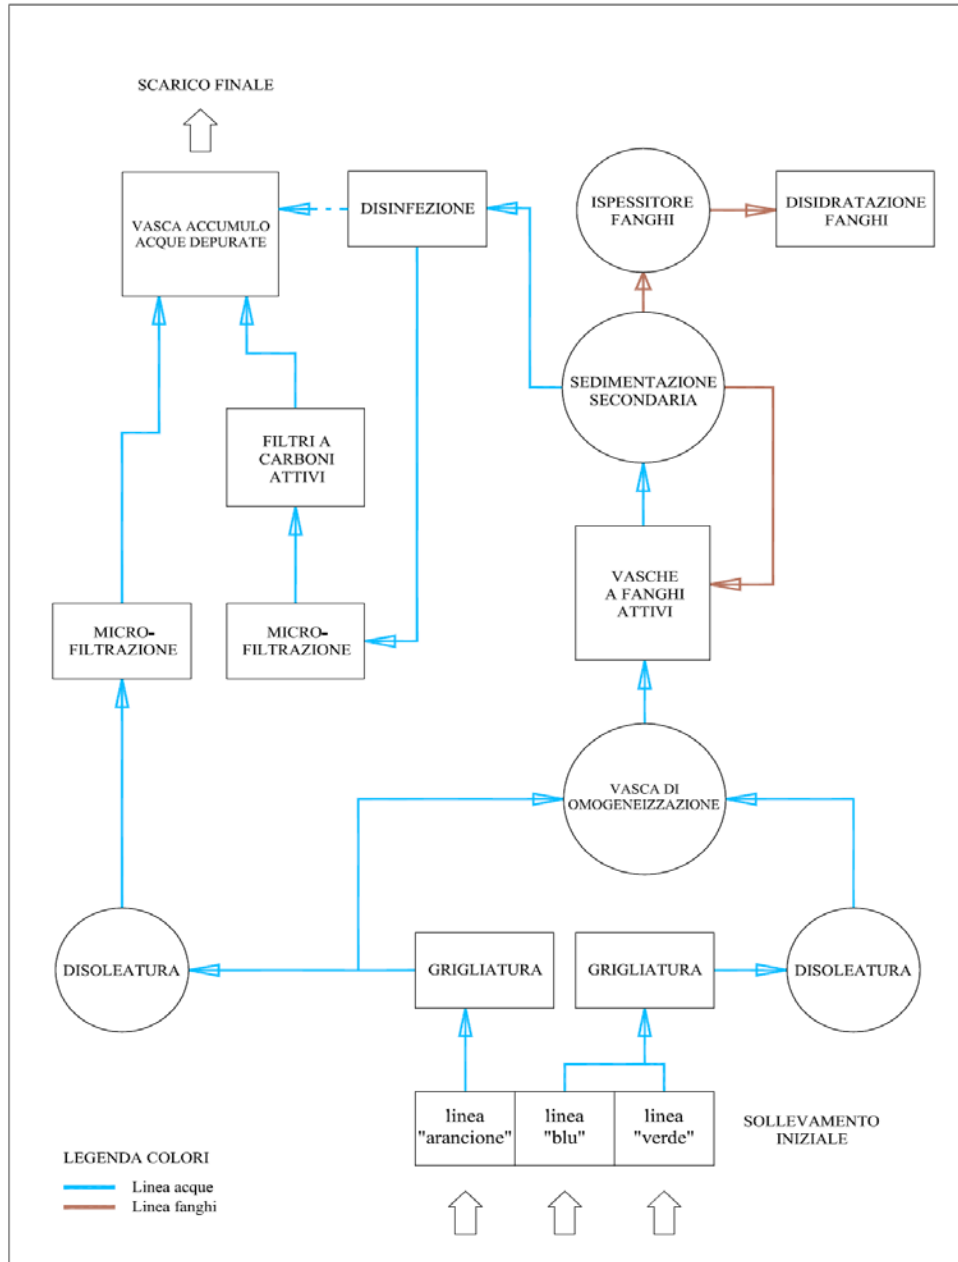 SCARICO FINALE
VASCA ACCUMULO
ACQUE DEPURATE
DISINFEZIONE
ISPESSITORE
FANGHI
DISIDRATAZIONE
FANGHI
SEDIMENTAZIONE
SECONDARIA
FILTRI A
CARBONI
ATTIVI
VASCHE
A FANGHI
ATTIVI
MICRO-
FILTRAZIONE
MICRO-
FILTRAZIONE
VASCA DI
OMOGENEIZZAZIONE
DISOLEATURA
GRIGLIATURA
GRIGLIATURA
DISOLEATURA
linea
"arancione"
linea
"blu"
linea
"verde"
SOLLEVAMENTO
INIZIALE
LEGENDA COLORI
Linea acque
Linea fanghi